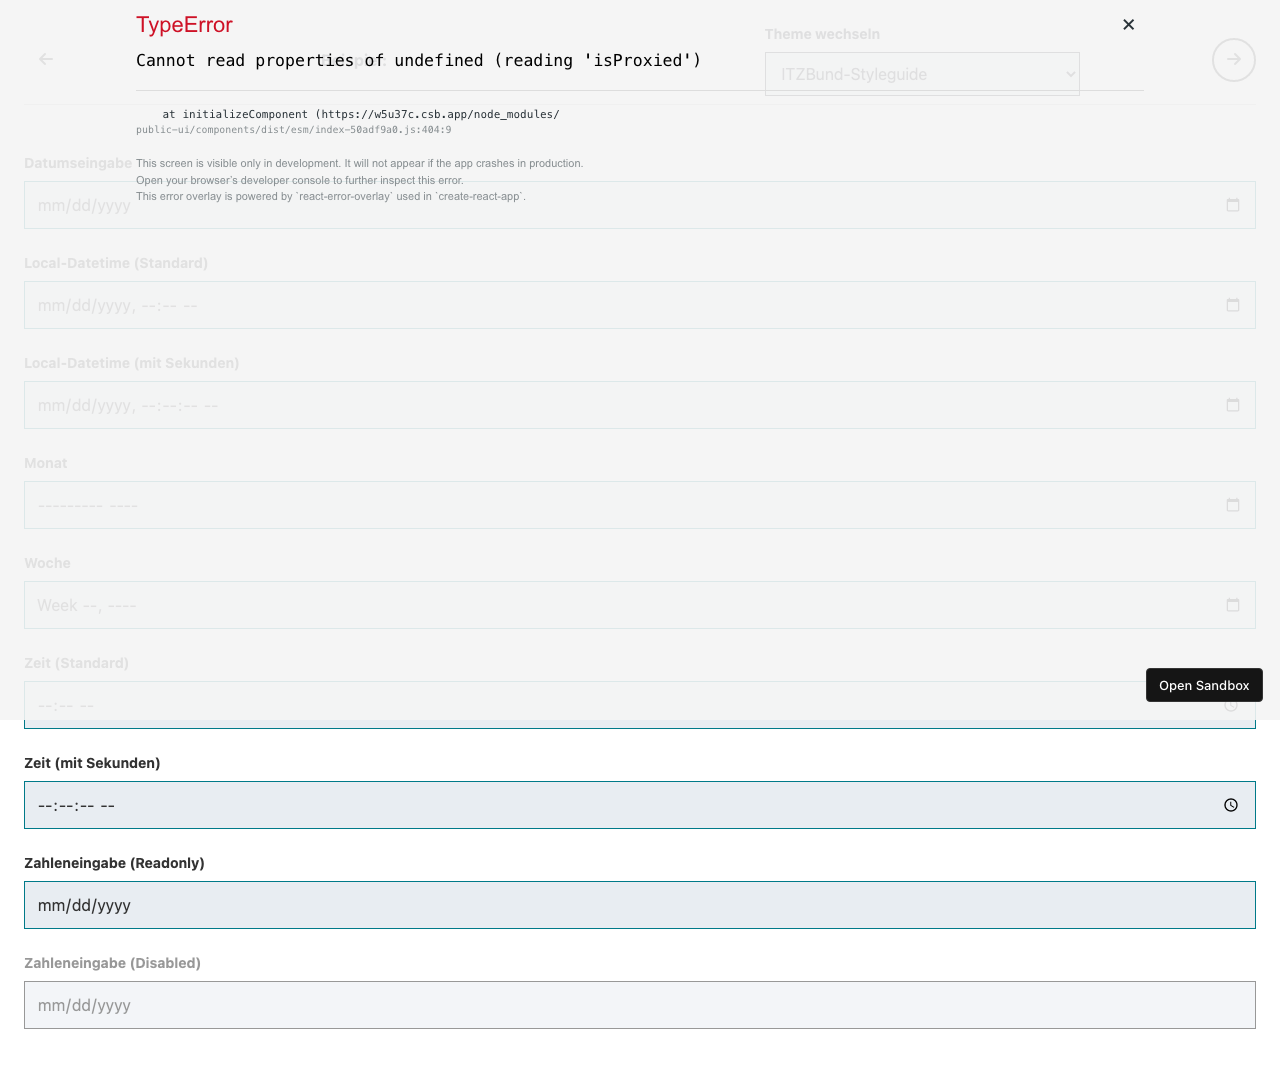 TypeError
Cannot read properties of undefined (reading 'isProxied')
Theme wechseln
ITZBund-Styleguide
at initializeComponent (https://w5u37c.csb.app/node_modules/
public-ui/components/dist/esm/index-50adf9a0.js:404:9
This screen is visible only in development. It will not appear if the app crashes in production.
Open your browser's developer console to further inspect this error.
This error overlay is powered by `react-error-overlay` used in `create-react-app`.
Datumseingabe
mm/dd/yyyy
Local-Datetime (Standard)
mm/dd/yyyy, --:-- --
Local-Datetime (mit Sekunden)
mm/dd/yyyy, --:--:-- --
Monat
--------- ----
Woche
Week --, ----
Zeit (Standard)
--:-- --
Open Sandbox
Zeit (mit Sekunden)
--:--:-- --
Zahleneingabe (Readonly)
mm/dd/yyyy
Zahleneingabe (Disabled)
mm/dd/yyyy